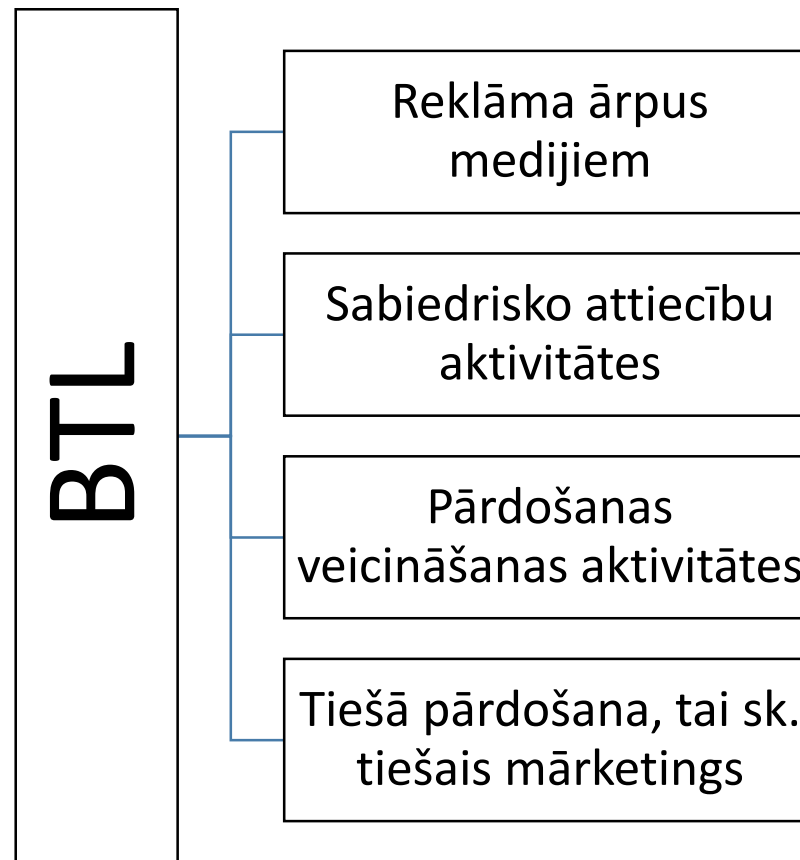 BTL
Reklāma ārpus
medijiem
Sabiedrisko attiecību
aktivitātes
Pārdošanas
veicināšanas aktivitātes
Tiešā pārdošana, tai sk.
tiešais mārketings